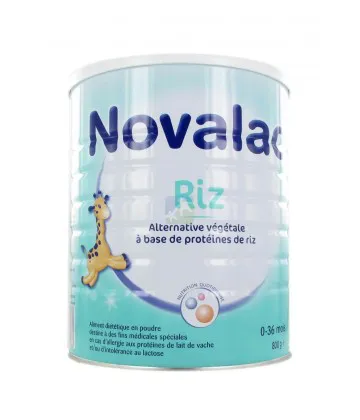 Novalac
Riz
Alternative végétale
à base de protéines de riz
NUTRITION
0-36 mois
Aliment diététique en poudre
destiné à des fins médicales spéciales
en cas d'allergie aux protéines de lait de vache
et/ou d'intolérance au lactose
800 g